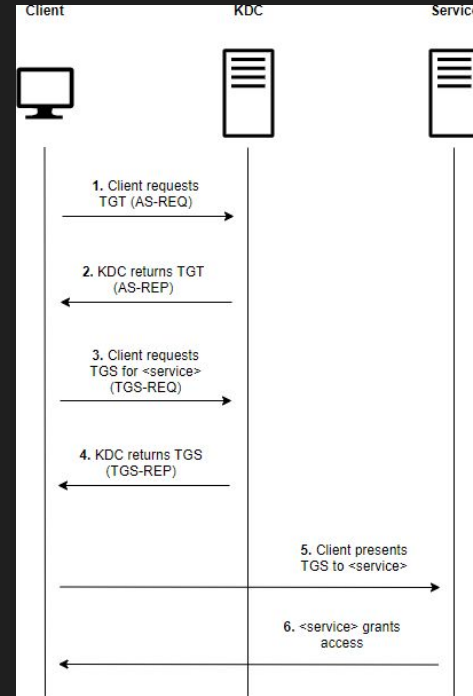 Client
KDC
Service
1. Client requests
TGT (AS-REQ)
2. KDC returns TGT
(AS-REP)
3. Client requests
TGS for <service>
(TGS-REQ)
4. KDC returns TGS
(TGS-REP)
5. Client presents
TGS to <service>
6. <service> grants
access